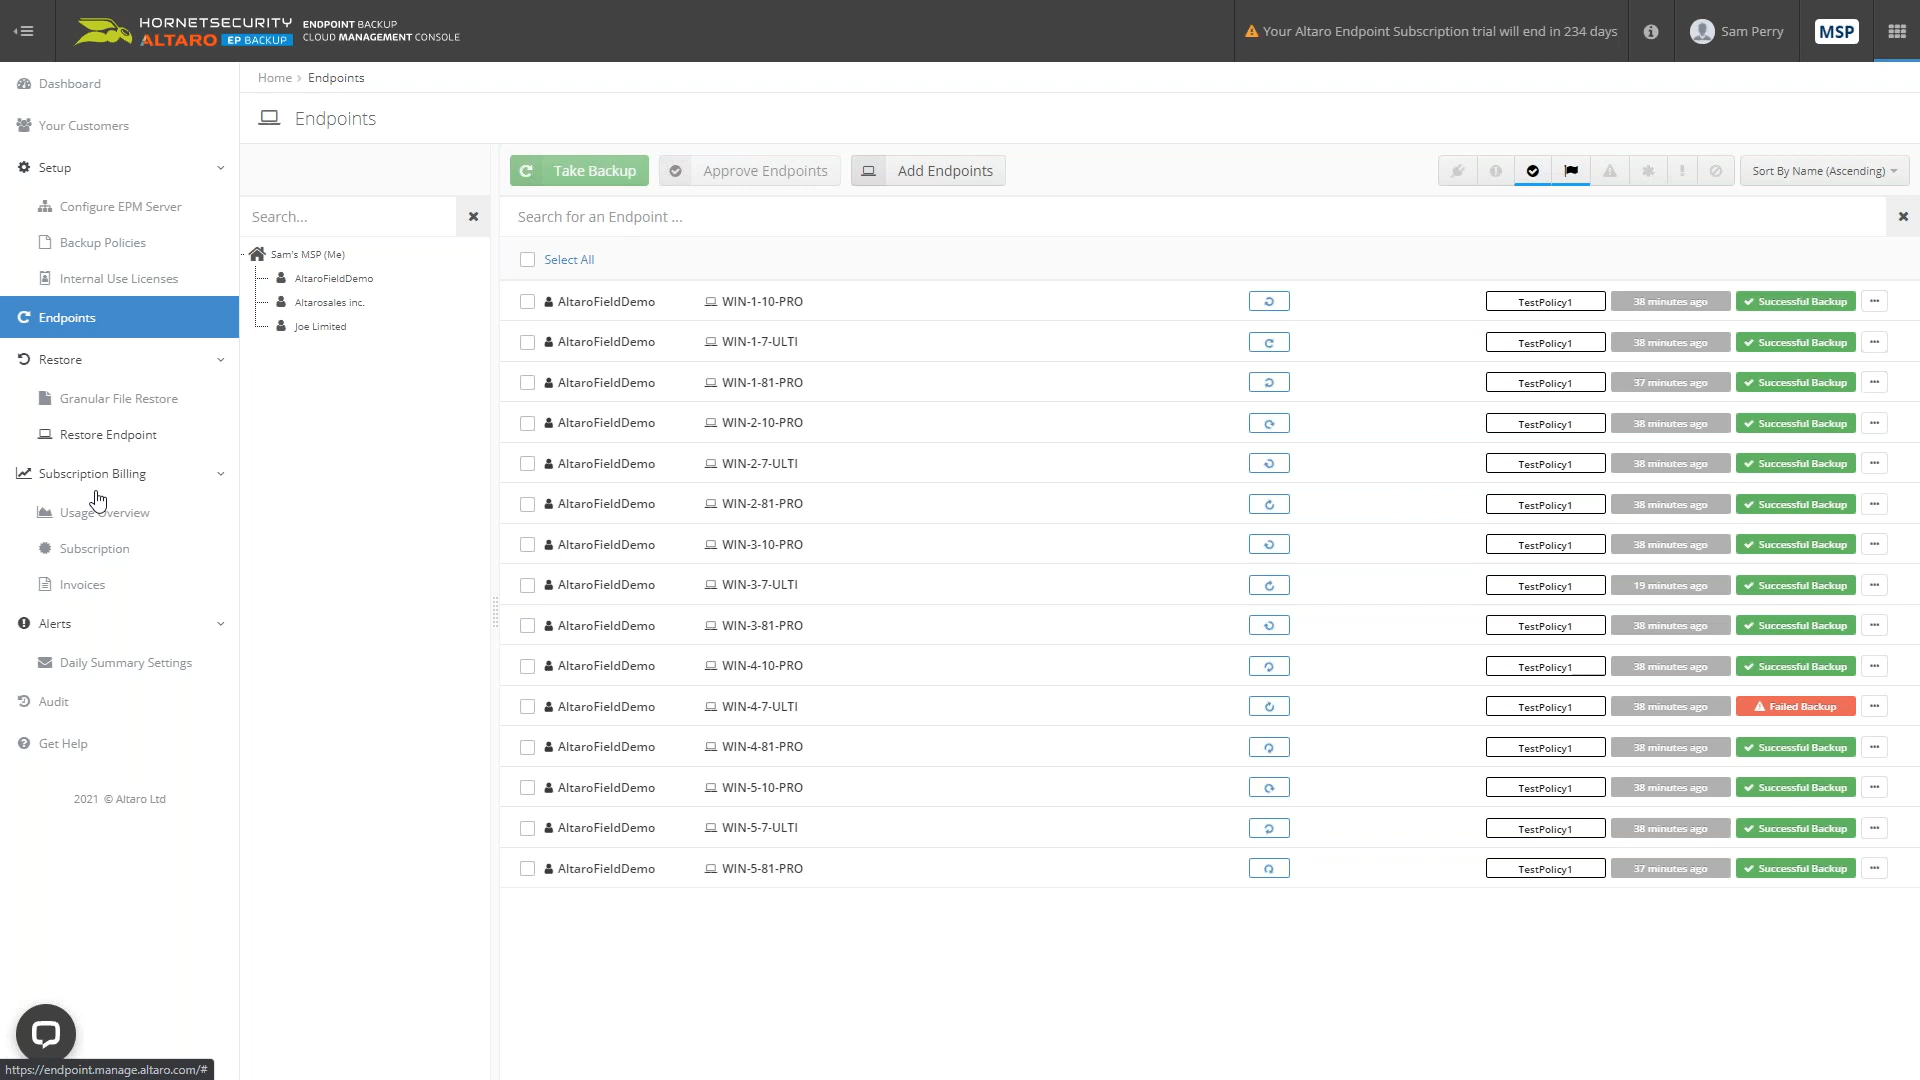 HORNETSECURITY
ALTARO EP BACKUP
ENDPOINT BACKUP
CLOUD MANAGEMENT CONSOLE
Your Altaro Endpoint Subscription trial will end in 234 days
Sam Perry
MSP
Dashboard
Your Customers
Setup
Configure EPM Server
Backup Policies
Internal Use Licenses
Endpoints
Restore
Granular File Restore
Restore Endpoint
Subscription Billing
Usage Overview
Subscription
Invoices
Alerts
Daily Summary Settings
Audit
Get Help
2021 © Altaro Ltd
https://endpoint.manage.altaro.com/#
Home > Endpoints
Endpoints
Search...
Sam's MSP (Me)
AltaroFieldDemo
Altarosales inc.
Joe Limited
Take Backup
Approve Endpoints
Add Endpoints
Sort By Name (Ascending)
Search for an Endpoint ...
Select All
AltaroFieldDemo WIN-1-10-PRO TestPolicy1 38 minutes ago Successful Backup
AltaroFieldDemo WIN-1-7-ULTI TestPolicy1 38 minutes ago Successful Backup
AltaroFieldDemo WIN-1-81-PRO TestPolicy1 37 minutes ago Successful Backup
AltaroFieldDemo WIN-2-10-PRO TestPolicy1 38 minutes ago Successful Backup
AltaroFieldDemo WIN-2-7-ULTI TestPolicy1 38 minutes ago Successful Backup
AltaroFieldDemo WIN-2-81-PRO TestPolicy1 38 minutes ago Successful Backup
AltaroFieldDemo WIN-3-10-PRO TestPolicy1 38 minutes ago Successful Backup
AltaroFieldDemo WIN-3-7-ULTI TestPolicy1 19 minutes ago Successful Backup
AltaroFieldDemo WIN-3-81-PRO TestPolicy1 38 minutes ago Successful Backup
AltaroFieldDemo WIN-4-10-PRO TestPolicy1 38 minutes ago Successful Backup
AltaroFieldDemo WIN-4-7-ULTI TestPolicy1 38 minutes ago Failed Backup
AltaroFieldDemo WIN-4-81-PRO TestPolicy1 38 minutes ago Successful Backup
AltaroFieldDemo WIN-5-10-PRO TestPolicy1 38 minutes ago Successful Backup
AltaroFieldDemo WIN-5-7-ULTI TestPolicy1 38 minutes ago Successful Backup
AltaroFieldDemo WIN-5-81-PRO TestPolicy1 37 minutes ago Successful Backup